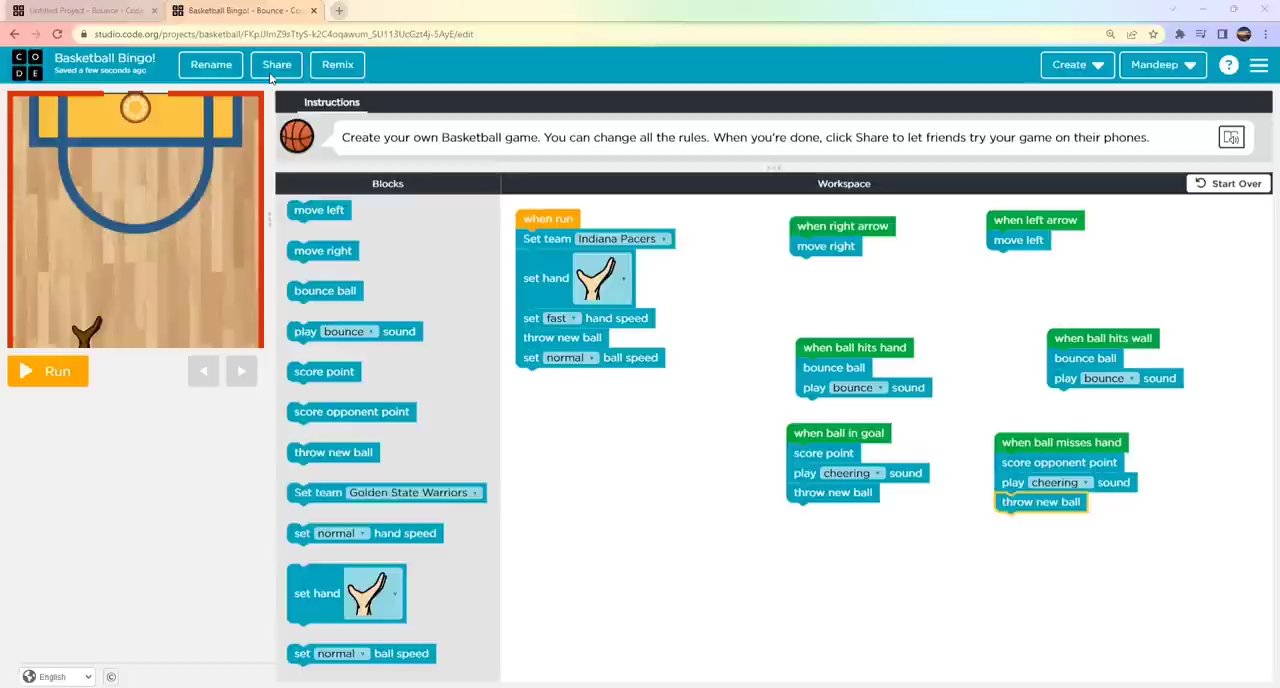 Untitled Project - Bounce - Code
Basketball Bingo! - Bounce - Coc
studio.code.org/projects/basketball/FKpJJlmZ9sTtyS-k2C4oqawum_SU113UcGzt4j-5AyE/edit
C O
D E
Basketball Bingo!
Saved a few seconds ago
Rename
Share
Remix
Create
Mandeep
?
Instructions
Create your own Basketball game. You can change all the rules. When you're done, click Share to let friends try your game on their phones.
Blocks
Workspace
Start Over
Run
move left
move right
bounce ball
play bounce sound
score point
score opponent point
throw new ball
Set team Golden State Warriors
set normal hand speed
set hand
set normal ball speed
when run
Set team Indiana Pacers
set hand
set fast hand speed
throw new ball
set normal ball speed
when right arrow
move right
when left arrow
move left
when ball hits hand
bounce ball
play bounce sound
when ball hits wall
bounce ball
play bounce sound
when ball in goal
score point
play cheering sound
throw new ball
when ball misses hand
score opponent point
play cheering sound
throw new ball
English
©